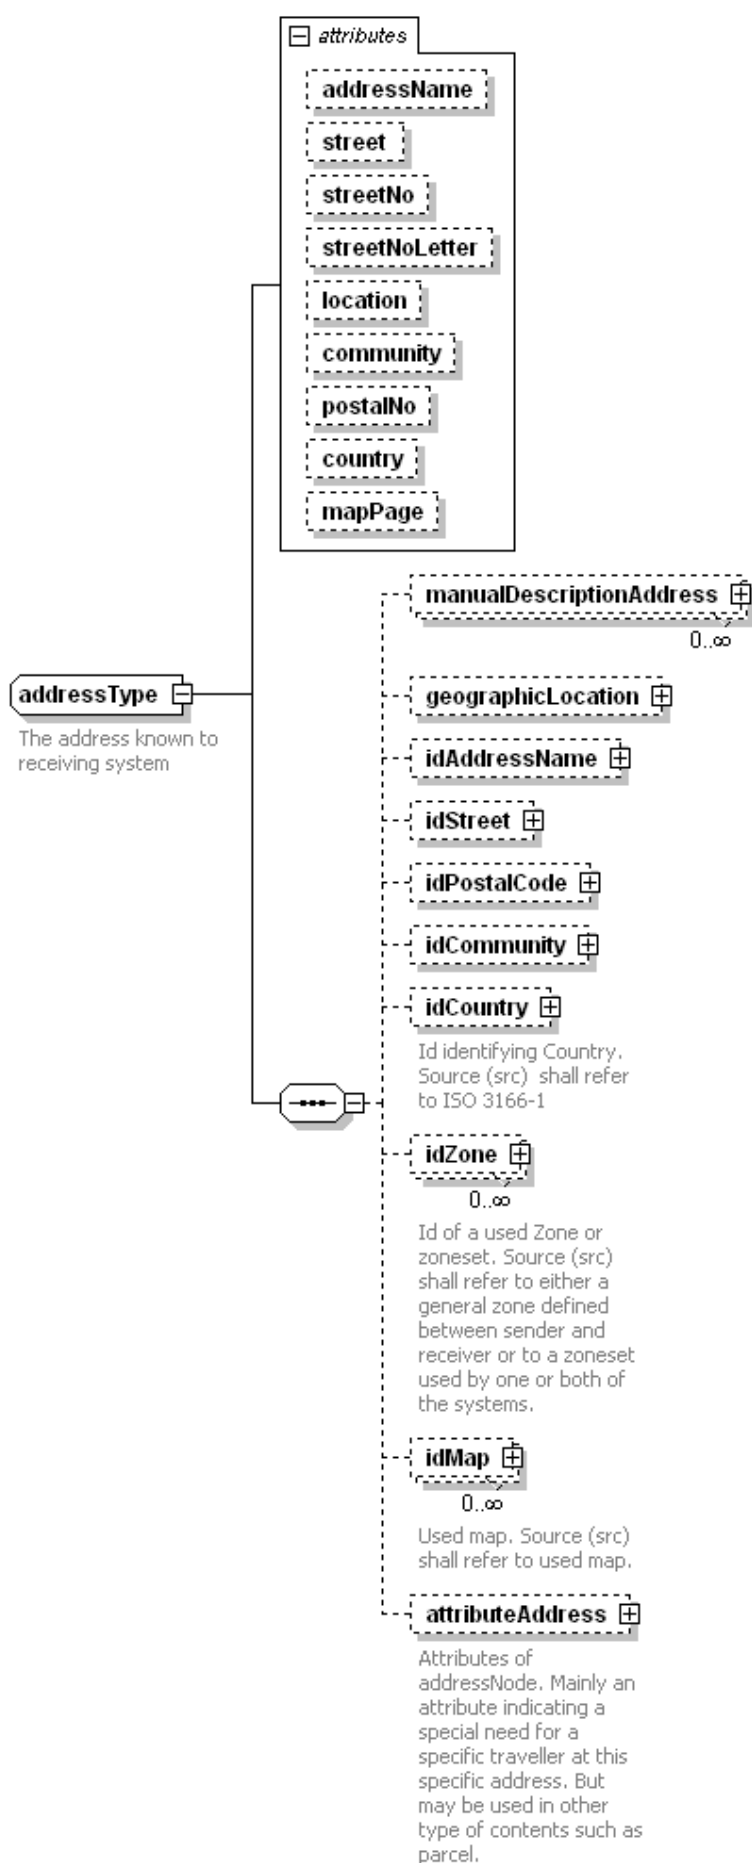 attributes
addressName
street
streetNo
streetNoLetter
location
community
postalNo
country
mapPage
manualDescriptionAddress
0..∞
addressType
The address known to
receiving system
geographicLocation
idAddressName
idStreet
idPostalCode
idCommunity
idCountry
Id identifying Country.
Source (src) shall refer
to ISO 3166-1
idZone
0..∞
Id of a used Zone or
zoneset. Source (src)
shall refer to either a
general zone defined
between sender and
receiver or to a zoneset
used by one or both of
the systems.
idMap
0..∞
Used map. Source (src)
shall refer to used map.
attributeAddress
Attributes of
addressNode. Mainly an
attribute indicating a
special need for a
specific traveller at this
specific address. But
may be used in other
type of contents such as
parcel.